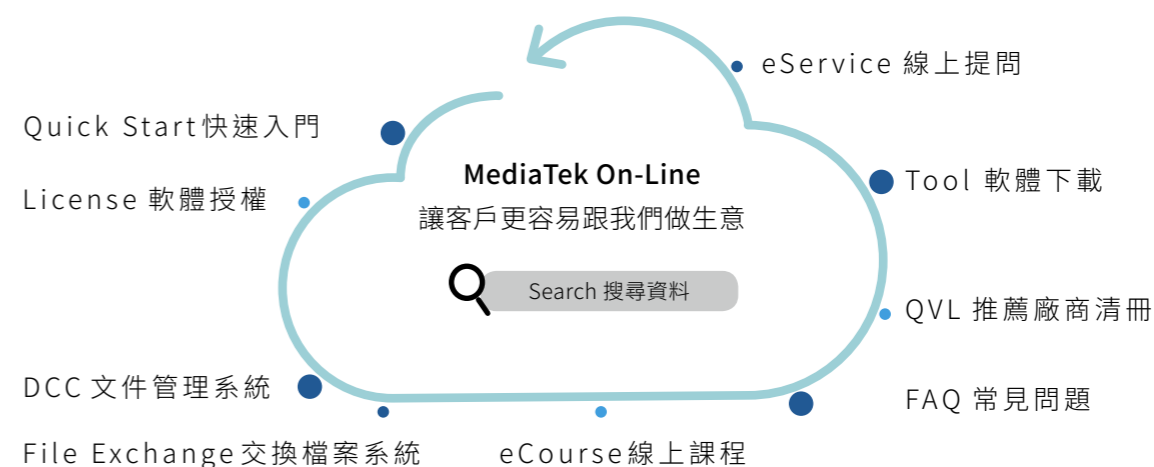 eService 線上提問
Quick Start快速入門
MediaTek On-Line
Tool 軟體下載
License 軟體授權
讓客戶更容易跟我們做生意
Search 搜尋資料
QVL 推薦廠商清冊
DCC 文件管理系統
FAQ 常見問題
File Exchange交換檔案系統
eCourse線上課程